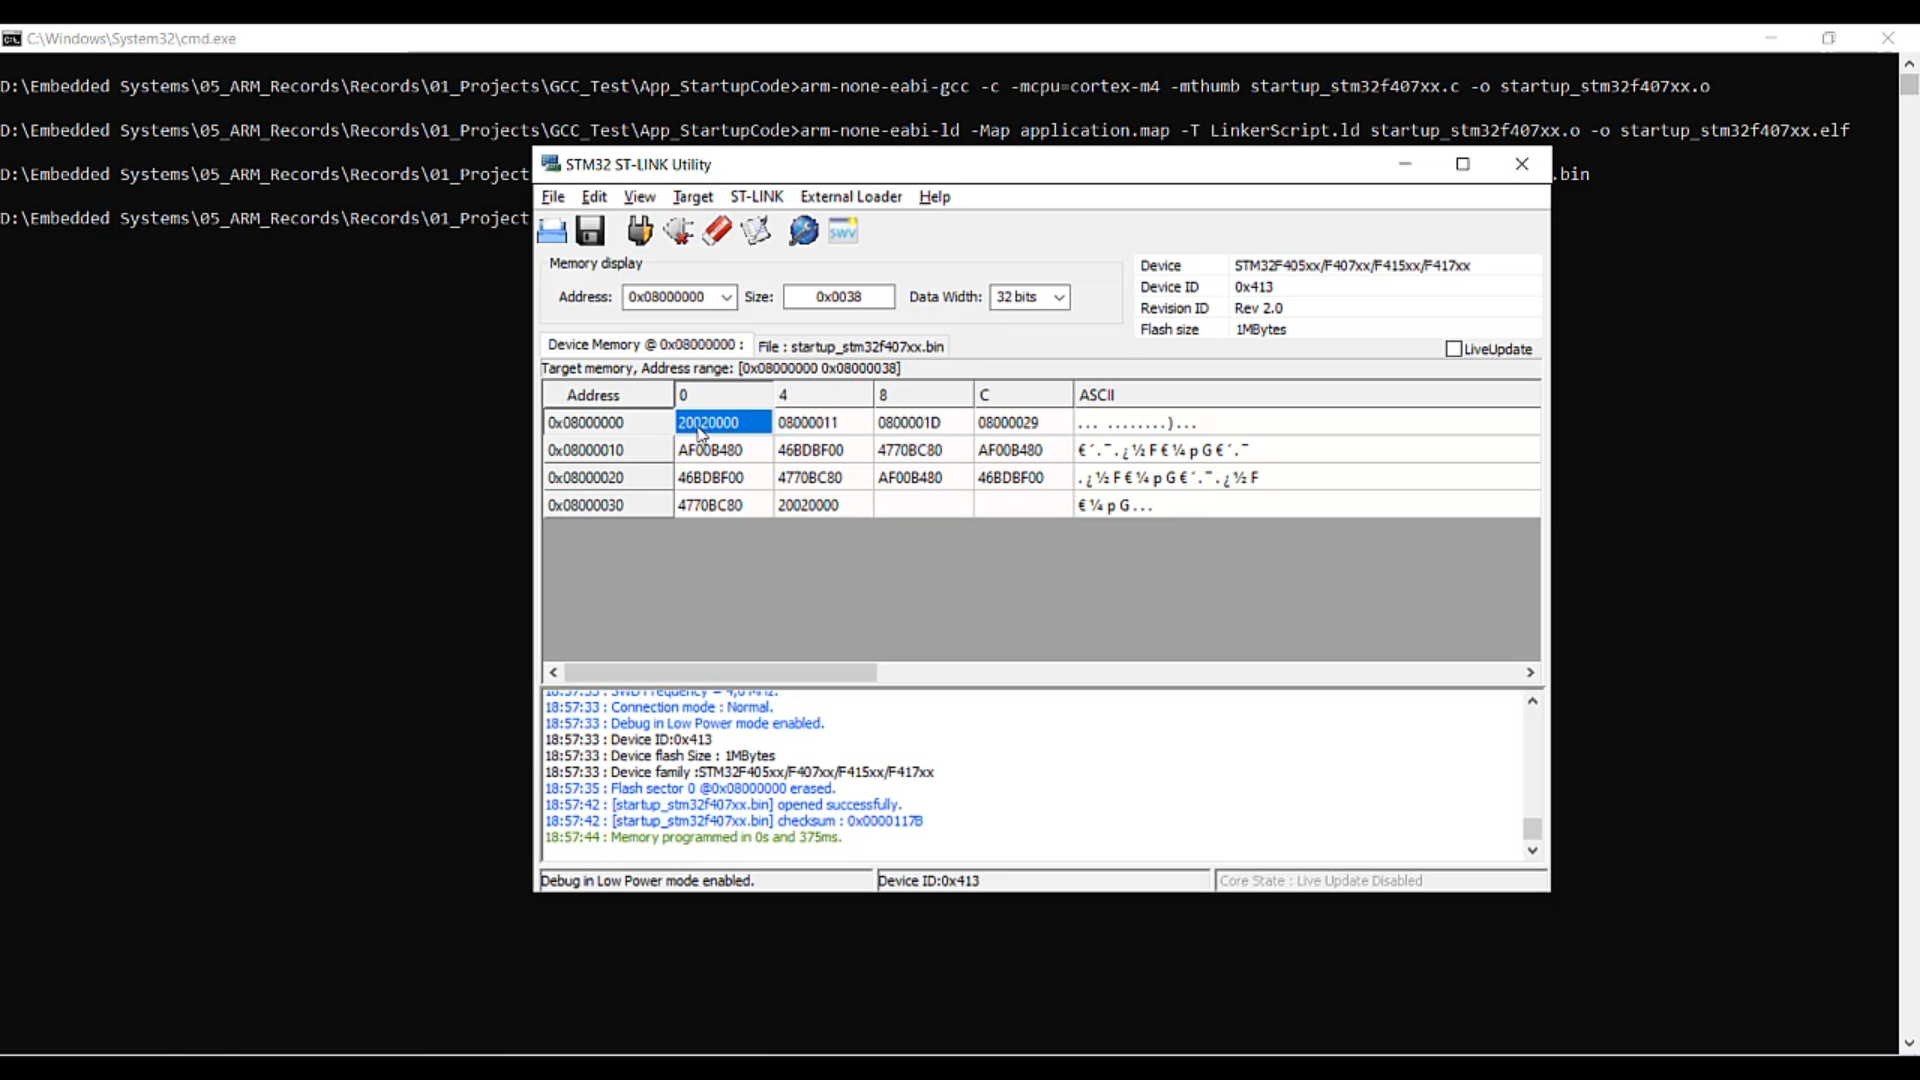 C:\Windows\System32\cmd.exe
D:\Embedded Systems\05_ARM_Records\Records\01_Projects\GCC_Test\App_StartupCode>arm-none-eabi-gcc -c -mcpu=cortex-m4 -mthumb startup_stm32f407xx.c -o startup_stm32f407xx.o
D:\Embedded Systems\05_ARM_Records\Records\01_Projects\GCC_Test\App_StartupCode>arm-none-eabi-ld -Map application.map -T LinkerScript.ld startup_stm32f407xx.o -o startup_stm32f407xx.elf
D:\Embedded Systems\05_ARM_Records\Records\01_Project .bin
D:\Embedded Systems\05_ARM_Records\Records\01_Project
STM32 ST-LINK Utility
File Edit View Target ST-LINK External Loader Help
SWV
Memory display
Address: 0x08000000 Size: 0x0038 Data Width: 32 bits
Device STM32F405xx/F407xx/F415xx/F417xx
Device ID 0x413
Revision ID Rev 2.0
Flash size 1MBytes
Device Memory @ 0x08000000 : File : startup_stm32f407xx.bin
LiveUpdate
Target memory, Address range: [0x08000000 0x08000038]
Address 0 4 8 C ASCII
0x08000000 20020000 08000011 0800001D 08000029 ... ........)...
0x08000010 AF00B480 46BDBF00 4770BC80 AF00B480 €´.¯.¿½F€¼pG€´.¯
0x08000020 46BDBF00 4770BC80 AF00B480 46BDBF00 .¿½F€¼pG€´.¯.¿½F
0x08000030 4770BC80 20020000 €¼pG...
18:57:33 : SWD Frequency = 4,0 MHz.
18:57:33 : Connection mode : Normal.
18:57:33 : Debug in Low Power mode enabled.
18:57:33 : Device ID:0x413
18:57:33 : Device flash Size : 1MBytes
18:57:33 : Device family :STM32F405xx/F407xx/F415xx/F417xx
18:57:35 : Flash sector 0 @0x08000000 erased.
18:57:42 : [startup_stm32f407xx.bin] opened successfully.
18:57:42 : [startup_stm32f407xx.bin] checksum : 0x0000117B
18:57:44 : Memory programmed in 0s and 375ms.
Debug in Low Power mode enabled. Device ID:0x413 Core State : Live Update Disabled